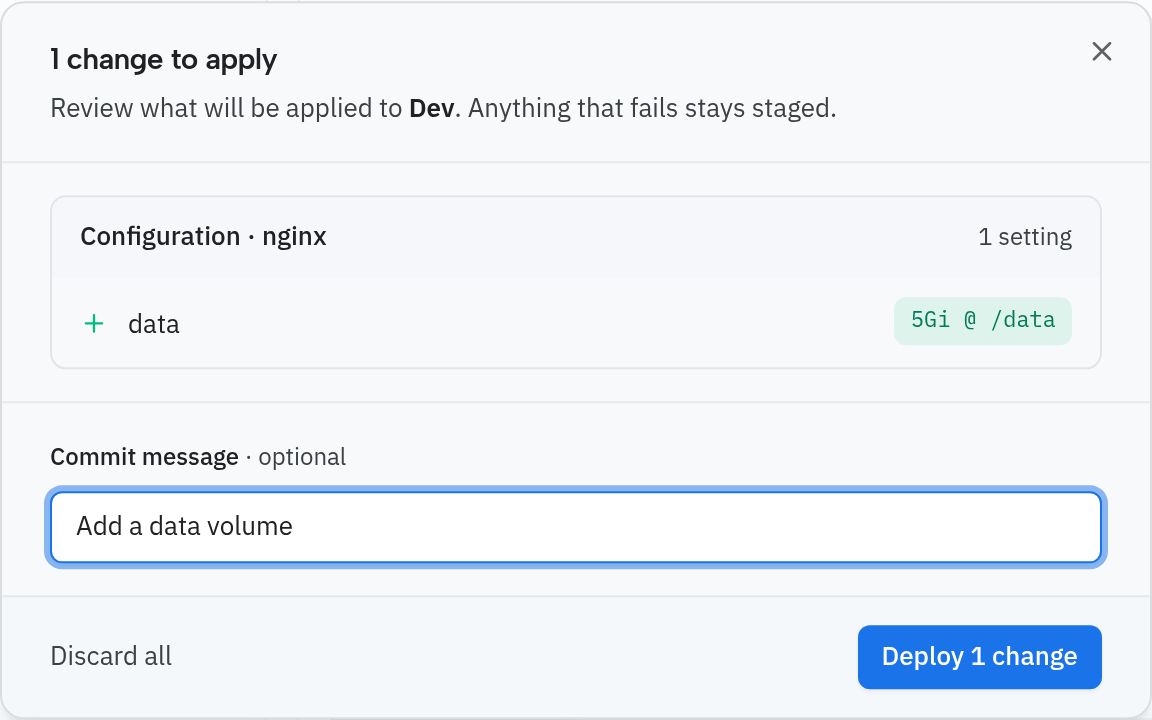 1 change to apply
Review what will be applied to Dev. Anything that fails stays staged.
Configuration · nginx 1 setting
+ data 5Gi @ /data
Commit message · optional
Add a data volume
Discard all Deploy 1 change